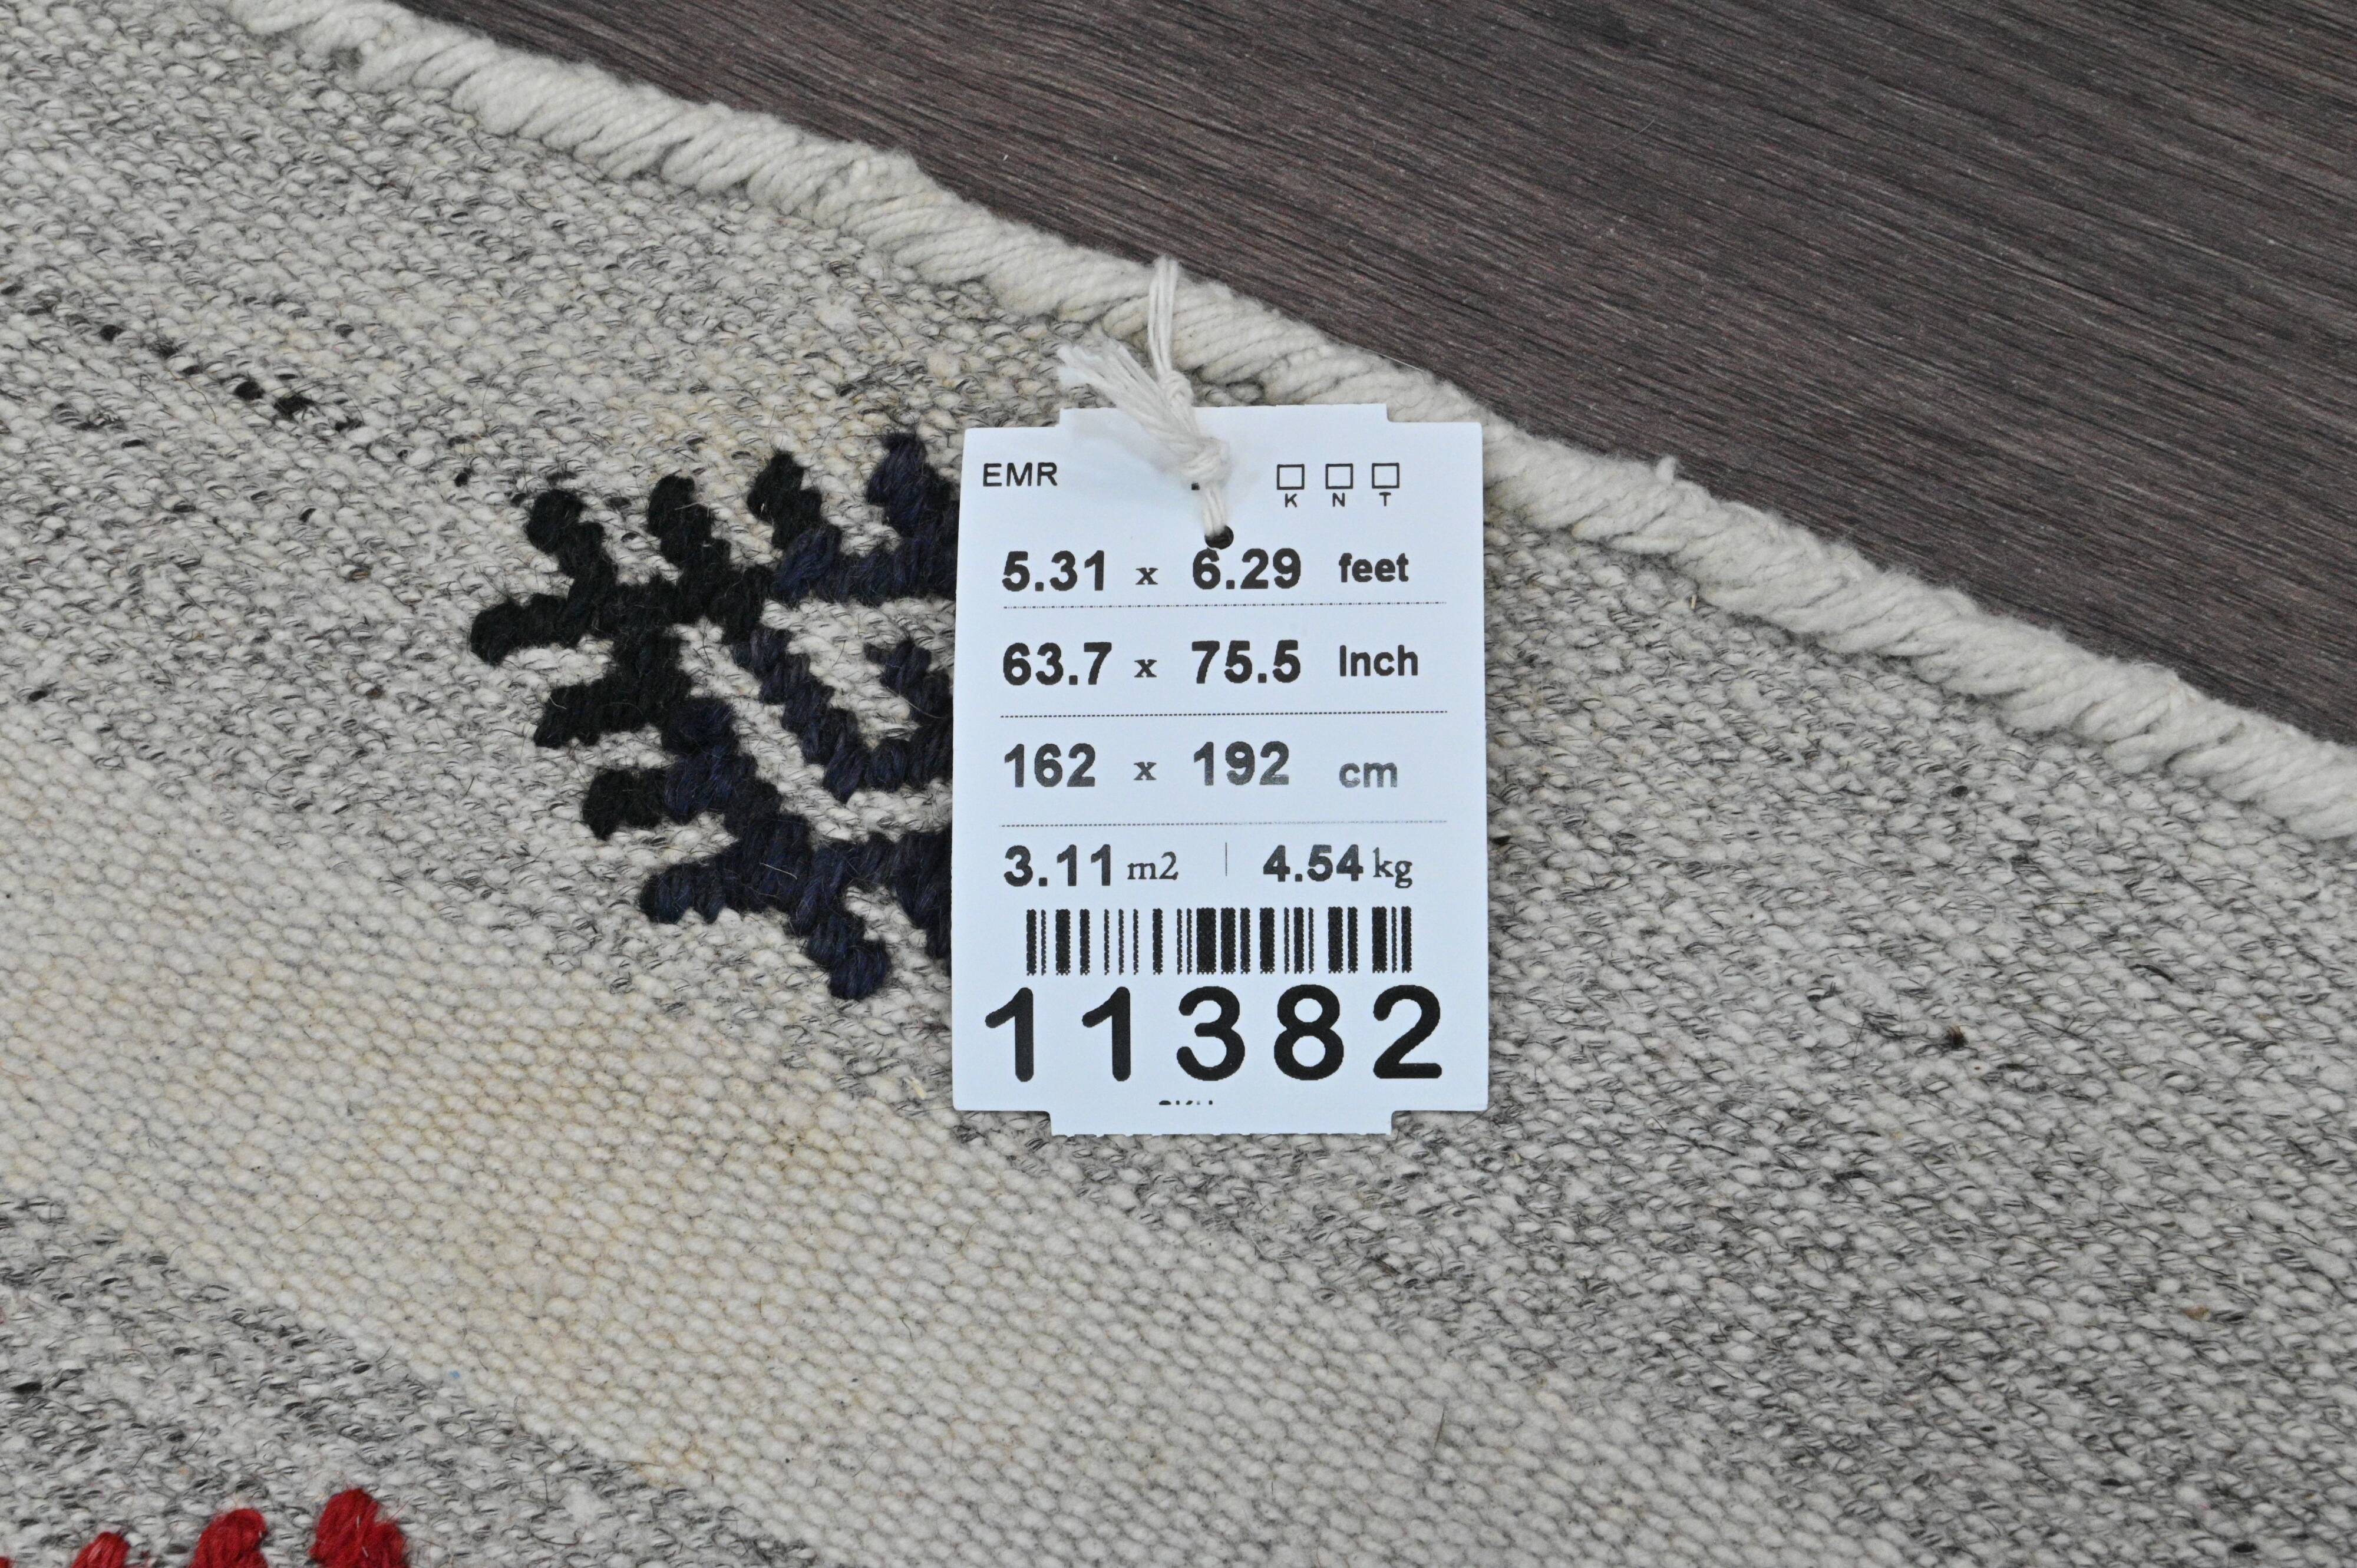 EMR
K N T
5.31 x 6.29 feet
63.7 x 75.5 Inch
162 x 192 cm
3.11 m2 | 4.54 kg
11382